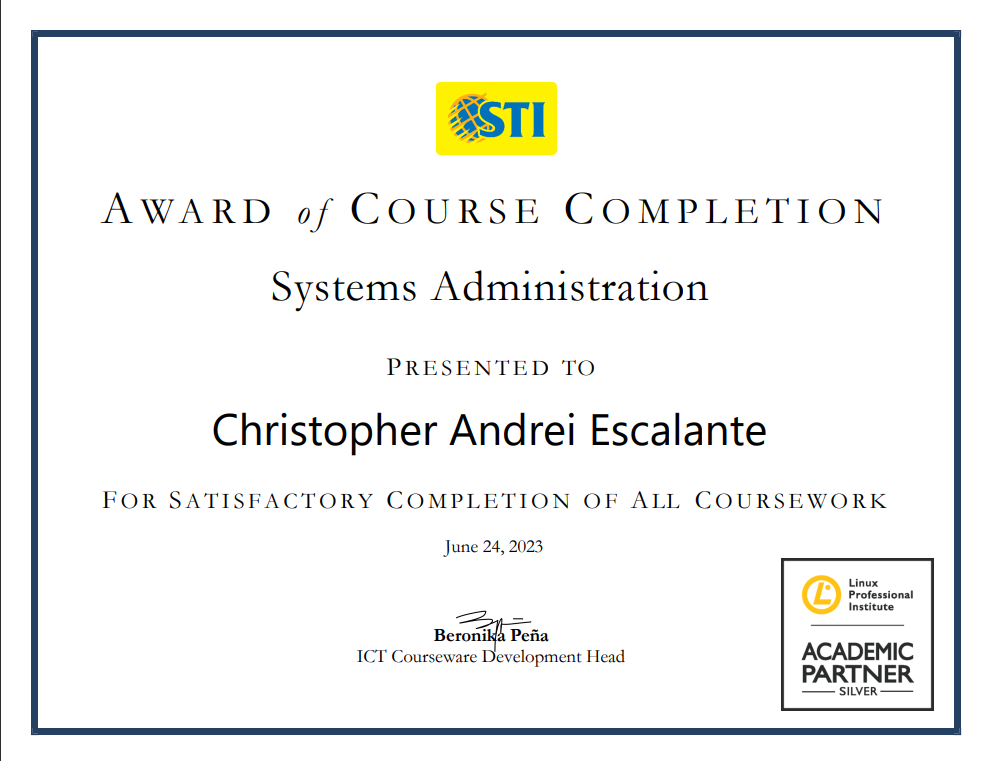 STI
AWARD of COURSE COMPLETION
Systems Administration
PRESENTED TO
Christopher Andrei Escalante
FOR SATISFACTORY COMPLETION OF ALL COURSEWORK
June 24, 2023
Beronika Peña
ICT Courseware Development Head
Linux
Professional
Institute
ACADEMIC
PARTNER
SILVER